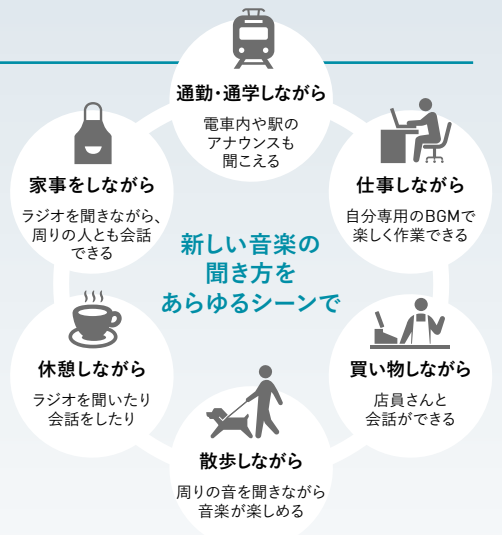 通勤・通学しながら
電車内や駅の
アナウンスも
聞こえる
家事をしながら
ラジオを聞きながら、
周りの人とも会話
できる
仕事しながら
自分専用のBGMで
楽しく作業できる
新しい音楽の
聞き方を
あらゆるシーンで
休憩しながら
ラジオを聞いたり
会話をしたり
買い物しながら
店員さんと
会話ができる
散歩しながら
周りの音を聞きながら
音楽が楽しめる